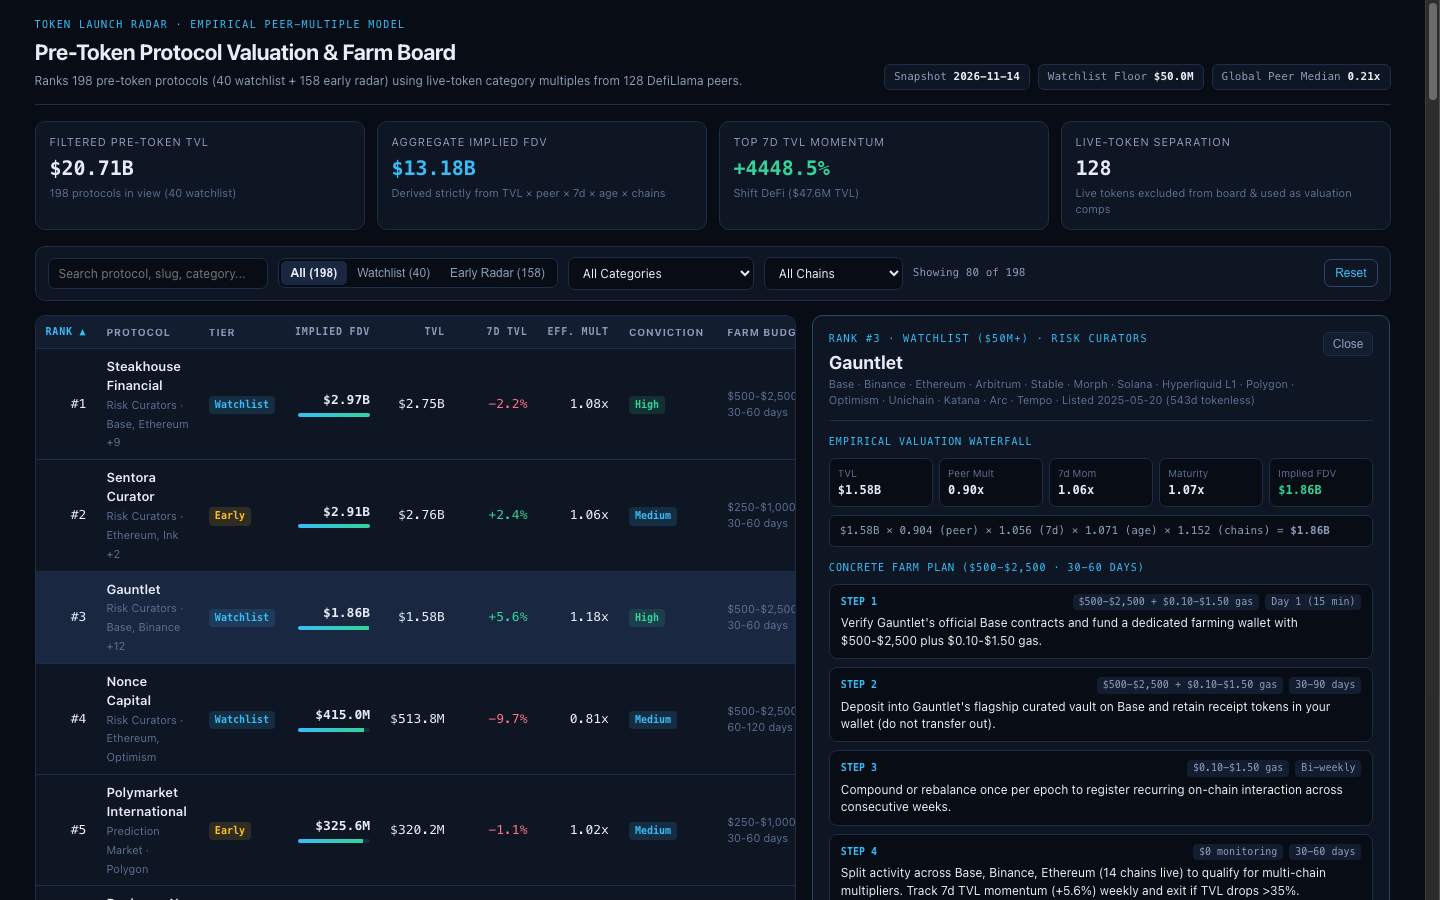 TOKEN LAUNCH RADAR · EMPIRICAL PEER-MULTIPLE MODEL
Pre-Token Protocol Valuation & Farm Board
Ranks 198 pre-token protocols (40 watchlist + 158 early radar) using live-token category multiples from 128 DefiLlama peers.
Snapshot 2026-11-14
Watchlist Floor $50.0M
Global Peer Median 0.21x
FILTERED PRE-TOKEN TVL
$20.71B
198 protocols in view (40 watchlist)
AGGREGATE IMPLIED FDV
$13.18B
Derived strictly from TVL × peer × 7d × age × chains
TOP 7D TVL MOMENTUM
+4448.5%
Shift DeFi ($47.6M TVL)
LIVE-TOKEN SEPARATION
128
Live tokens excluded from board & used as valuation
comps
Search protocol, slug, category...
All (198)
Watchlist (40)
Early Radar (158)
All Categories
All Chains
Showing 80 of 198
Reset
RANK ▲ PROTOCOL TIER IMPLIED FDV TVL 7D TVL EFF. MULT CONVICTION FARM BUDG
#1
Steakhouse
Financial
Risk Curators ·
Base, Ethereum
+9
Watchlist
$2.97B
$2.75B
−2.2%
1.08x
High
$500-$2,500
30-60 days
#2
Sentora
Curator
Risk Curators ·
Ethereum, Ink
+2
Early
$2.91B
$2.76B
+2.4%
1.06x
Medium
$250-$1,000
30-60 days
#3
Gauntlet
Risk Curators ·
Base, Binance
+12
Watchlist
$1.86B
$1.58B
+5.6%
1.18x
High
$500-$2,500
30-60 days
#4
Nonce
Capital
Risk Curators ·
Ethereum,
Optimism
Watchlist
$415.0M
$513.8M
−9.7%
0.81x
Medium
$500-$2,500
60-120 days
#5
Polymarket
International
Prediction
Market ·
Polygon
Early
$325.6M
$320.2M
−1.1%
1.02x
Medium
$250-$1,000
30-60 days
RANK #3 · WATCHLIST ($50M+) · RISK CURATORS
Close
Gauntlet
Base · Binance · Ethereum · Arbitrum · Stable · Morph · Solana · Hyperliquid L1 · Polygon ·
Optimism · Unichain · Katana · Arc · Tempo · Listed 2025-05-20 (543d tokenless)
EMPIRICAL VALUATION WATERFALL
TVL
$1.58B
Peer Mult
0.90x
7d Mom
1.06x
Maturity
1.07x
Implied FDV
$1.86B
$1.58B × 0.904 (peer) × 1.056 (7d) × 1.071 (age) × 1.152 (chains) = $1.86B
CONCRETE FARM PLAN ($500-$2,500 · 30-60 DAYS)
STEP 1
$500-$2,500 + $0.10-$1.50 gas
Day 1 (15 min)
Verify Gauntlet's official Base contracts and fund a dedicated farming wallet with
$500-$2,500 plus $0.10-$1.50 gas.
STEP 2
$500-$2,500 + $0.10-$1.50 gas
30-90 days
Deposit into Gauntlet's flagship curated vault on Base and retain receipt tokens in your
wallet (do not transfer out).
STEP 3
$0.10-$1.50 gas
Bi-weekly
Compound or rebalance once per epoch to register recurring on-chain interaction across
consecutive weeks.
STEP 4
$0 monitoring
30-60 days
Split activity across Base, Binance, Ethereum (14 chains live) to qualify for multi-chain
multipliers. Track 7d TVL momentum (+5.6%) weekly and exit if TVL drops >35%.